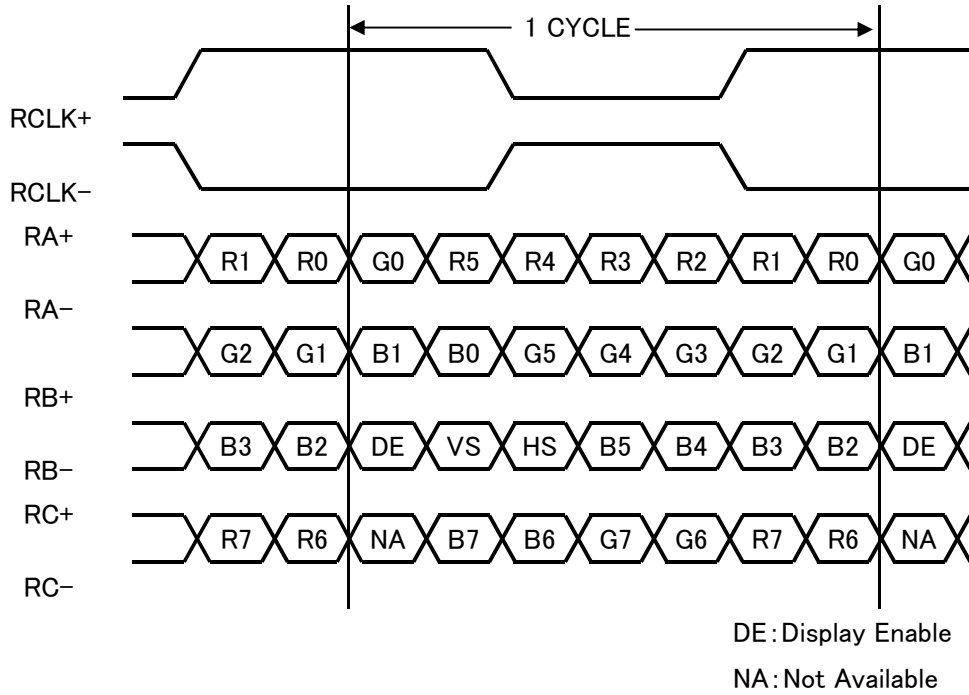 1 CYCLE
RCLK+
RCLK-
RA+
R1 R0 G0 R5 R4 R3 R2 R1 R0 G0
RA-
G2 G1 B1 B0 G5 G4 G3 G2 G1 B1
RB+
B3 B2 DE VS HS B5 B4 B3 B2 DE
RB-
RC+
R7 R6 NA B7 B6 G7 G6 R7 R6 NA
RC-
DE:Display Enable
NA:Not Available